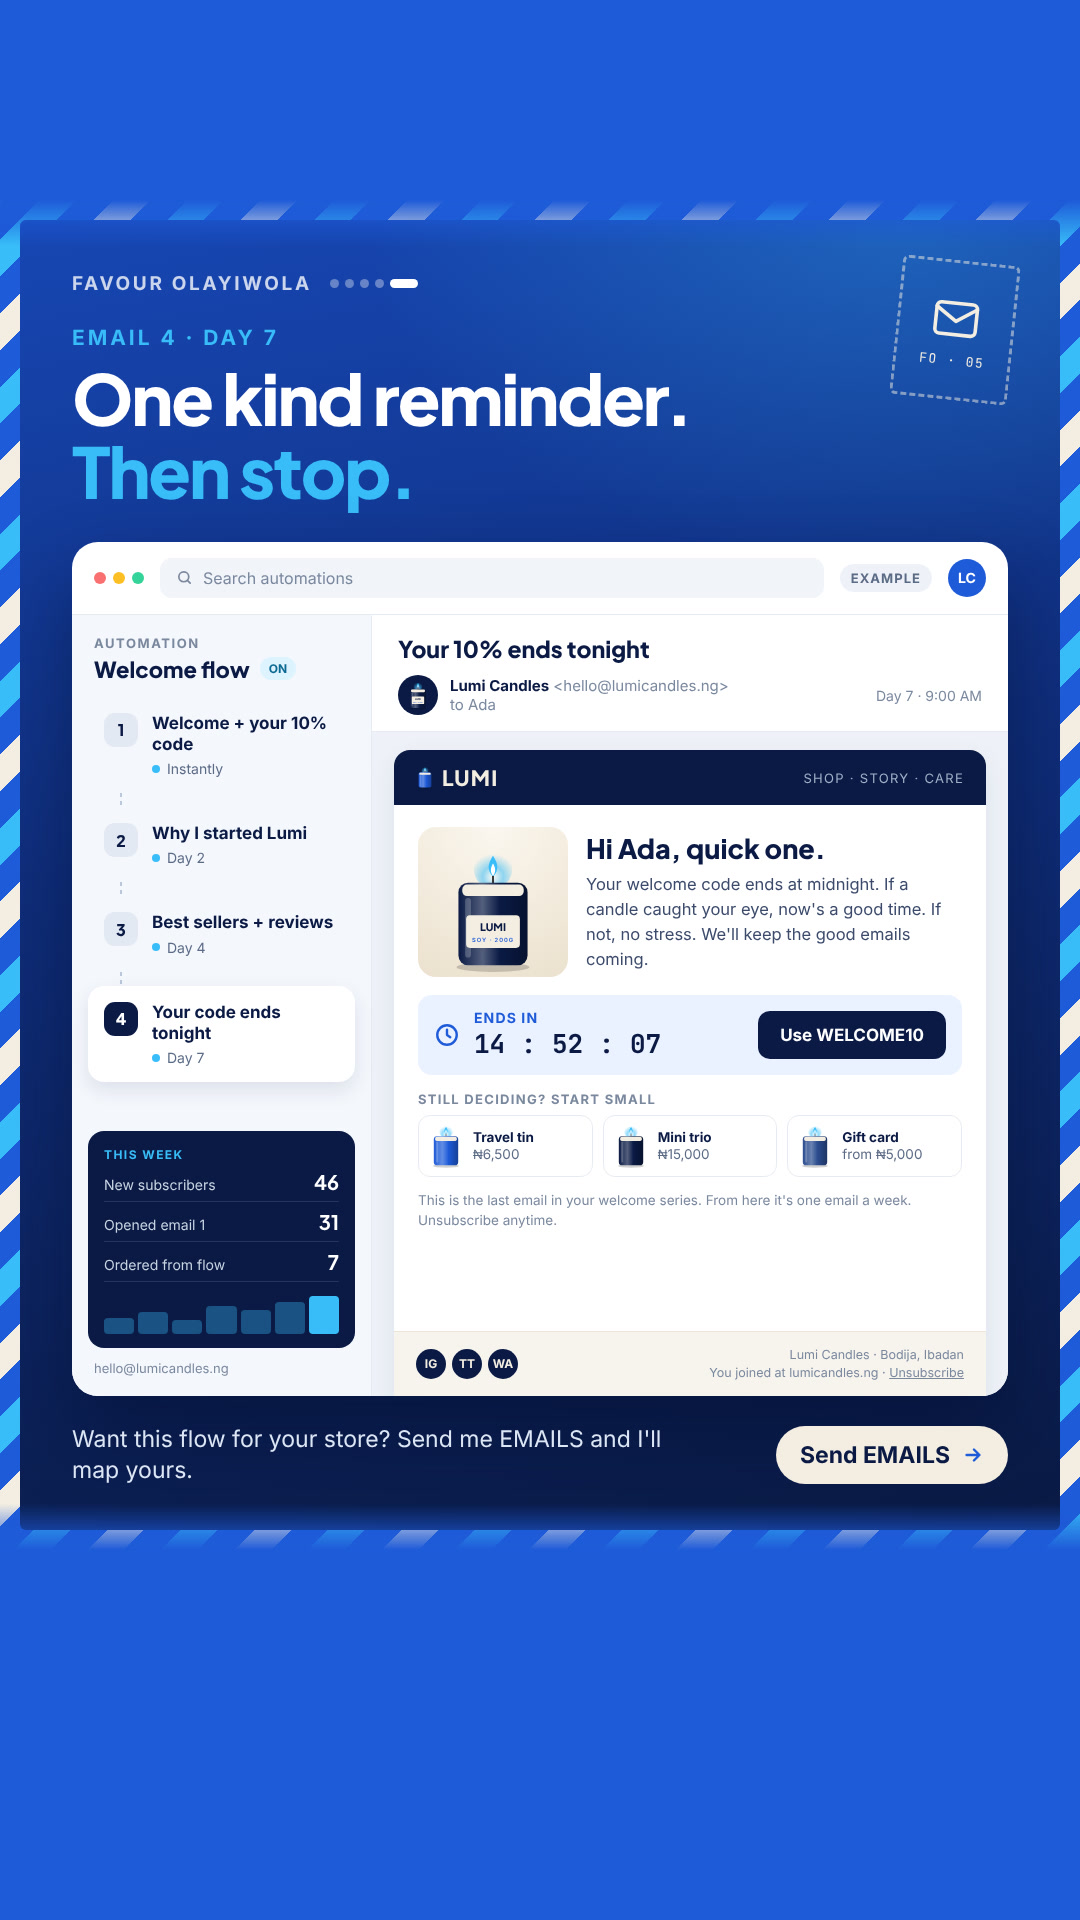 FAVOUR OLAYIWOLA
EMAIL 4 · DAY 7
One kind reminder.
Then stop.
FO · 05
Search automations
EXAMPLE
LC
AUTOMATION
Welcome flow ON
1
Welcome + your 10%
code
Instantly
2
Why I started Lumi
Day 2
3
Best sellers + reviews
Day 4
4
Your code ends
tonight
Day 7
THIS WEEK
New subscribers 46
Opened email 1 31
Ordered from flow 7
hello@lumicandles.ng
Your 10% ends tonight
Lumi Candles <hello@lumicandles.ng>
to Ada
Day 7 · 9:00 AM
LUMI
SHOP · STORY · CARE
LUMI
SOY · 200G
Hi Ada, quick one.
Your welcome code ends at midnight. If a
candle caught your eye, now's a good time. If
not, no stress. We'll keep the good emails
coming.
ENDS IN
14 : 52 : 07
Use WELCOME10
STILL DECIDING? START SMALL
Travel tin
₦6,500
Mini trio
₦15,000
Gift card
from ₦5,000
This is the last email in your welcome series. From here it's one email a week.
Unsubscribe anytime.
IG TT WA
Lumi Candles · Bodija, Ibadan
You joined at lumicandles.ng · Unsubscribe
Want this flow for your store? Send me EMAILS and I'll
map yours.
Send EMAILS →